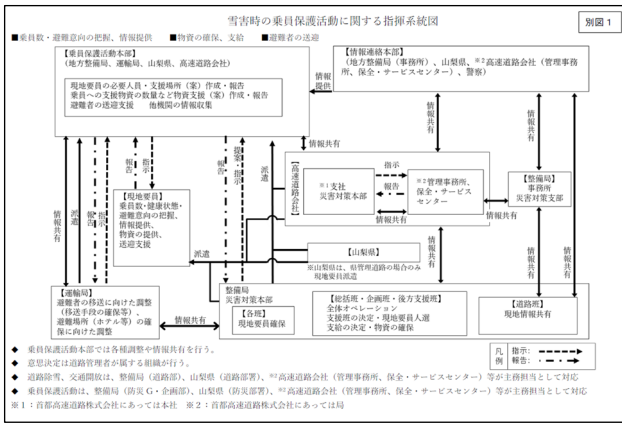 雪害時の乗員保護活動に関する指揮系統図
別図1
■乗員数・避難意向の把握、情報提供 ■物資の確保、支給 ■避難者の送迎
【乗員保護活動本部】
(地方整備局、運輸局、山梨県、高速道路会社)
現地要員の必要人員・支援場所(案)作成・報告
乗員への支援物資の数量など物資支援(案)作成・報告
避難者の送迎支援 他機関の情報収集
情報
提供
【情報連絡本部】
(地方整備局(事務所)、山梨県、※2高速道路会社(管理事務
所、保全・サービスセンター)、警察)
情報共有
情報共有
情報共有
情報共有
派遣
報告
指示
報告
指示
報告
提案・指示
派遣
情報共有
【高速道路会社】
※1支社
災害対策本部
指示
報告
情報共有
※2管理事務所、
保全・サービス
センター
【整備局】
事務所
災害対策支部
【現地要員】
乗員数・健康状態・
避難意向の把握、
情報提供、
物資の提供、
送迎支援
派遣
【山梨県】
※山梨県は、県管理道路の場合のみ
現地要員派遣
情報共有
情報共有
情報共有
【運輸局】
避難者の移送に向けた調整
(移送手段の確保等)、
避難場所(ホテル等)の確
保に向けた調整
情報共有
整備局
災害対策本部
【各班】
現地要員確保
【総括班・企画班・後方支援班】
全体オペレーション
支援班の決定・現地要員人選
支給の決定・物資の確保
【道路班】
現地情報共有
◆ 乗員保護活動本部では各種調整や情報共有を行う。
◆ 意思決定は道路管理者が属する組織が行う。
◆ 道路除雪、交通開放は、整備局(道路部)、山梨県(道路部署)、※2高速道路会社(管理事務所、保全・サービスセンター)等が主務担当として対応
◆ 乗員保護活動は、整備局(防災G・企画部)、山梨県(防災部署)、※2高速道路会社(管理事務所、保全・サービスセンター)等が主務担当として対応
凡例
指示:
報告:
※1:首都高速道路株式会社にあっては本社 ※2:首都高速道路株式会社にあっては局